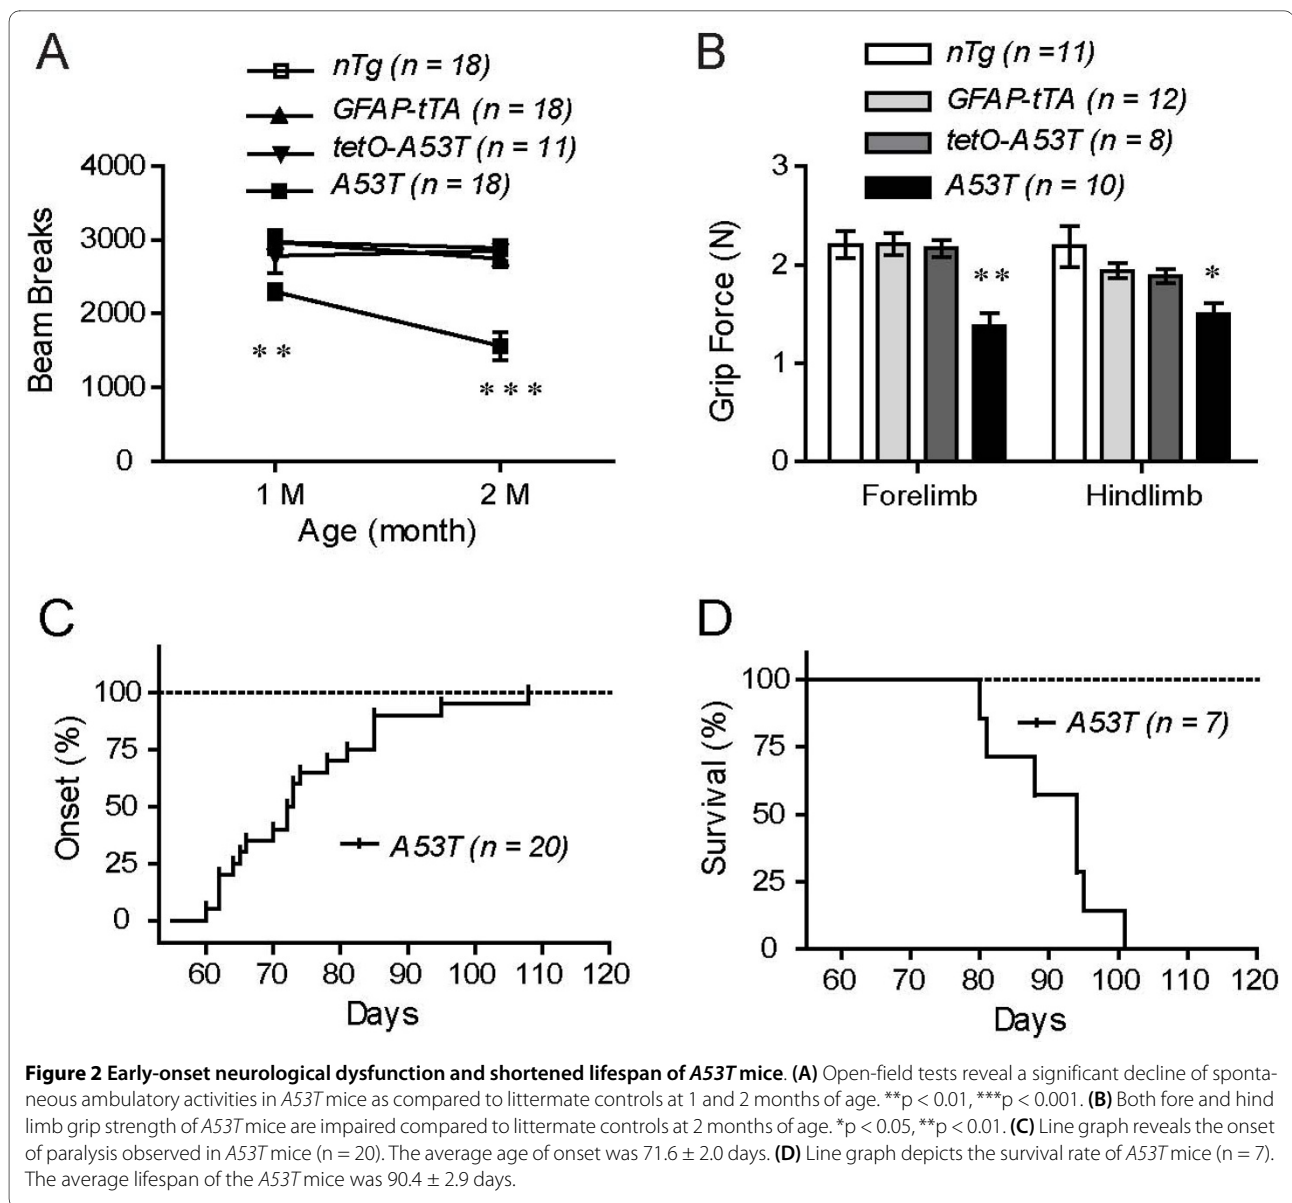 A
nTg (n = 18)
GFAP-tTA (n = 18)
tetO-A53T (n = 11)
A53T (n = 18)
4000
3000
2000
1000
0
Beam Breaks
**
***
1 M
2 M
Age (month)
B
nTg (n =11)
GFAP-tTA (n = 12)
tetO-A53T (n = 8)
A53T (n = 10)
3
2
1
0
Grip Force (N)
**
*
Forelimb
Hindlimb
C
100
75
50
25
0
Onset (%)
A53T (n = 20)
60 70 80 90 100 110 120
Days
D
100
75
50
25
0
Survival (%)
A53T (n = 7)
60 70 80 90 100 110 120
Days
Figure 2 Early-onset neurological dysfunction and shortened lifespan of A53T mice. (A) Open-field tests reveal a significant decline of sponta-
neous ambulatory activities in A53T mice as compared to littermate controls at 1 and 2 months of age. **p < 0.01, ***p < 0.001. (B) Both fore and hind
limb grip strength of A53T mice are impaired compared to littermate controls at 2 months of age. *p < 0.05, **p < 0.01. (C) Line graph reveals the onset
of paralysis observed in A53T mice (n = 20). The average age of onset was 71.6 ± 2.0 days. (D) Line graph depicts the survival rate of A53T mice (n = 7).
The average lifespan of the A53T mice was 90.4 ± 2.9 days.